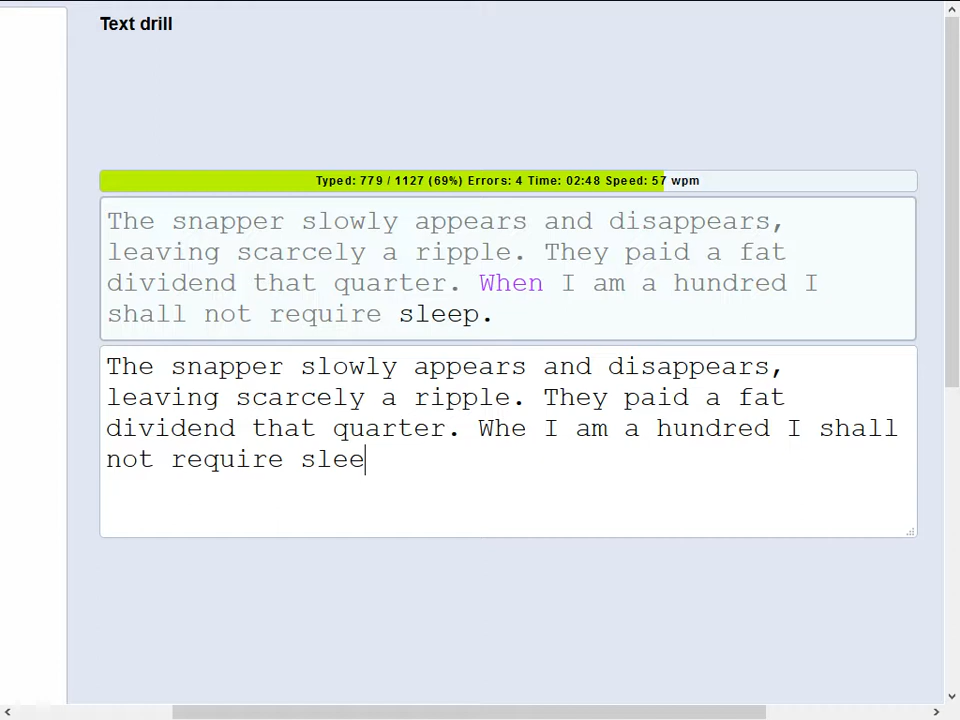 Text drill
Typed: 779 / 1127 (69%) Errors: 4 Time: 02:48 Speed: 57 wpm
The snapper slowly appears and disappears,
leaving scarcely a ripple. They paid a fat
dividend that quarter. When I am a hundred I
shall not require sleep.
The snapper slowly appears and disappears,
leaving scarcely a ripple. They paid a fat
dividend that quarter. Whe I am a hundred I shall
not require slee